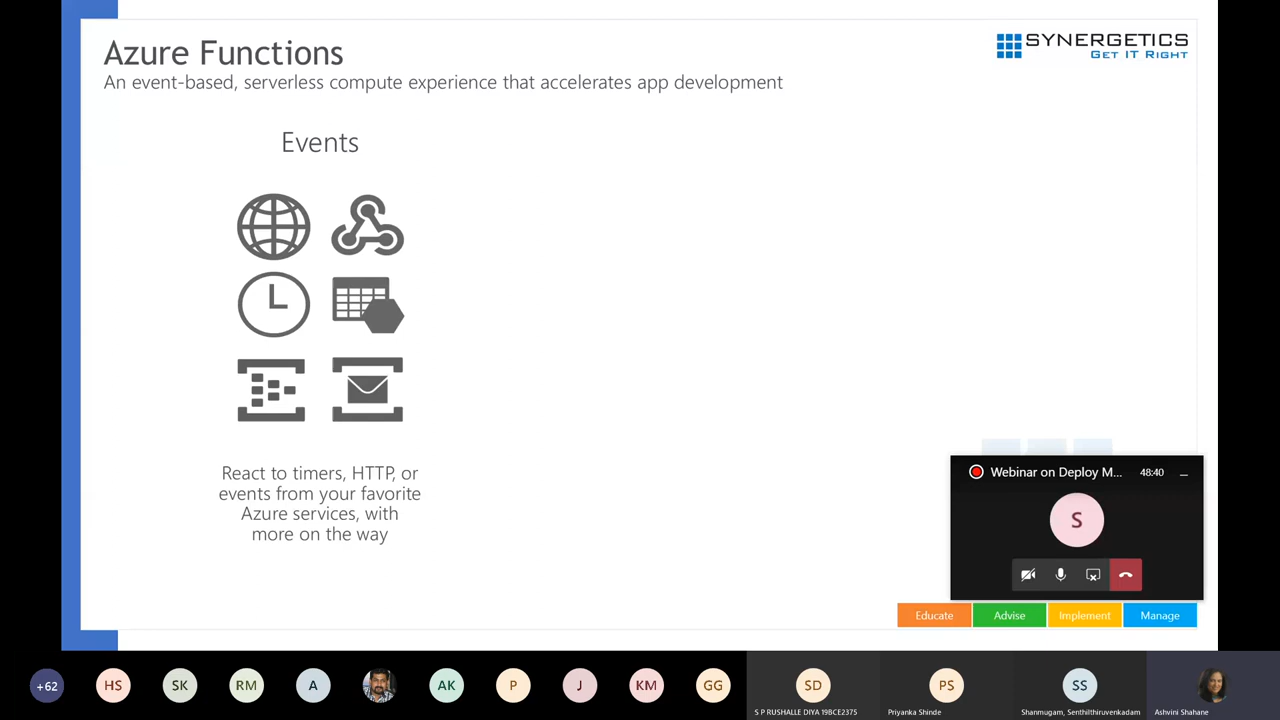 Azure Functions
An event-based, serverless compute experience that accelerates app development
SYNERGETICS
GET IT RIGHT
Events
React to timers, HTTP, or
events from your favorite
Azure services, with
more on the way
Webinar on Deploy M... 48:40
S
Educate Advise Implement Manage
+62 HS SK RM A AK P J KM GG SD PS SS
S P RUSHALLE DIYA 19BCE2375 Priyanka Shinde Shanmugam, Senthilthiruvenkadam Ashvini Shahane